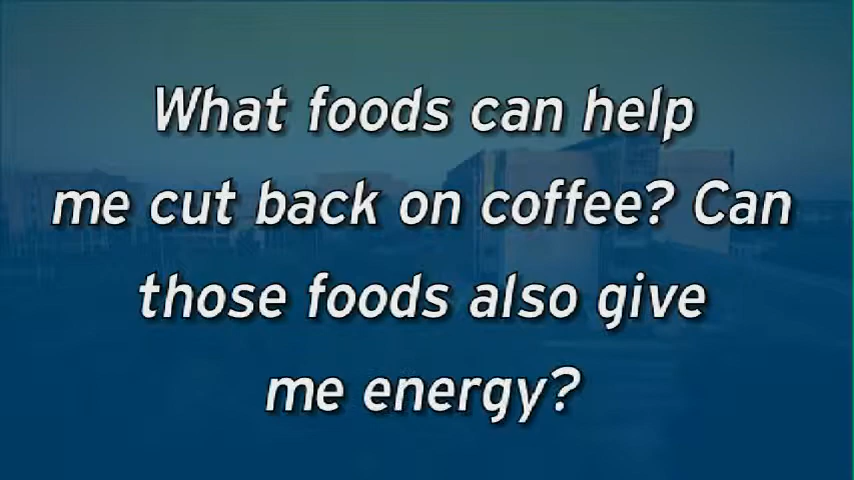 What foods can help
me cut back on coffee? Can
those foods also give
me energy?